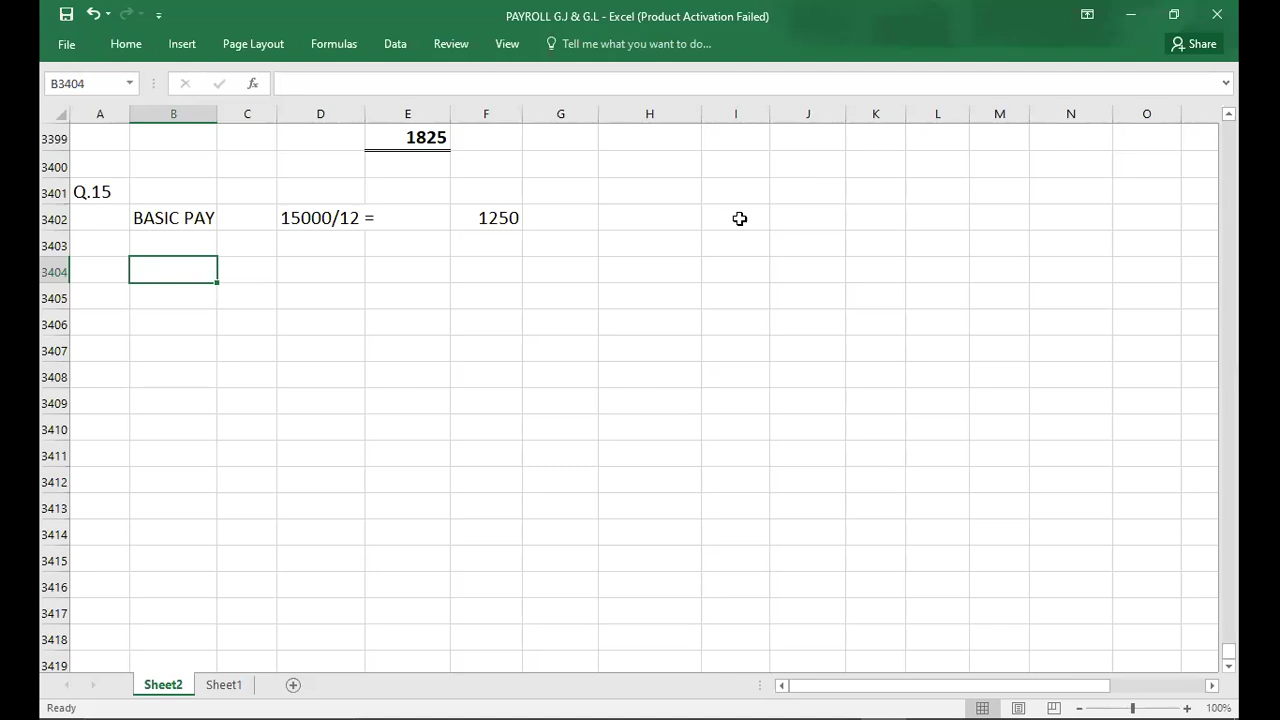 PAYROLL G.J & G.L - Excel (Product Activation Failed)
File Home Insert Page Layout Formulas Data Review View Tell me what you want to do... Share
B3404 fx
A B C D E F G H I J K L M N O
3399 1825
3400
3401 Q.15
3402 BASIC PAY 15000/12 = 1250
3403
3404
3405
3406
3407
3408
3409
3410
3411
3412
3413
3414
3415
3416
3417
3418
3419
Sheet2 Sheet1
Ready 100%